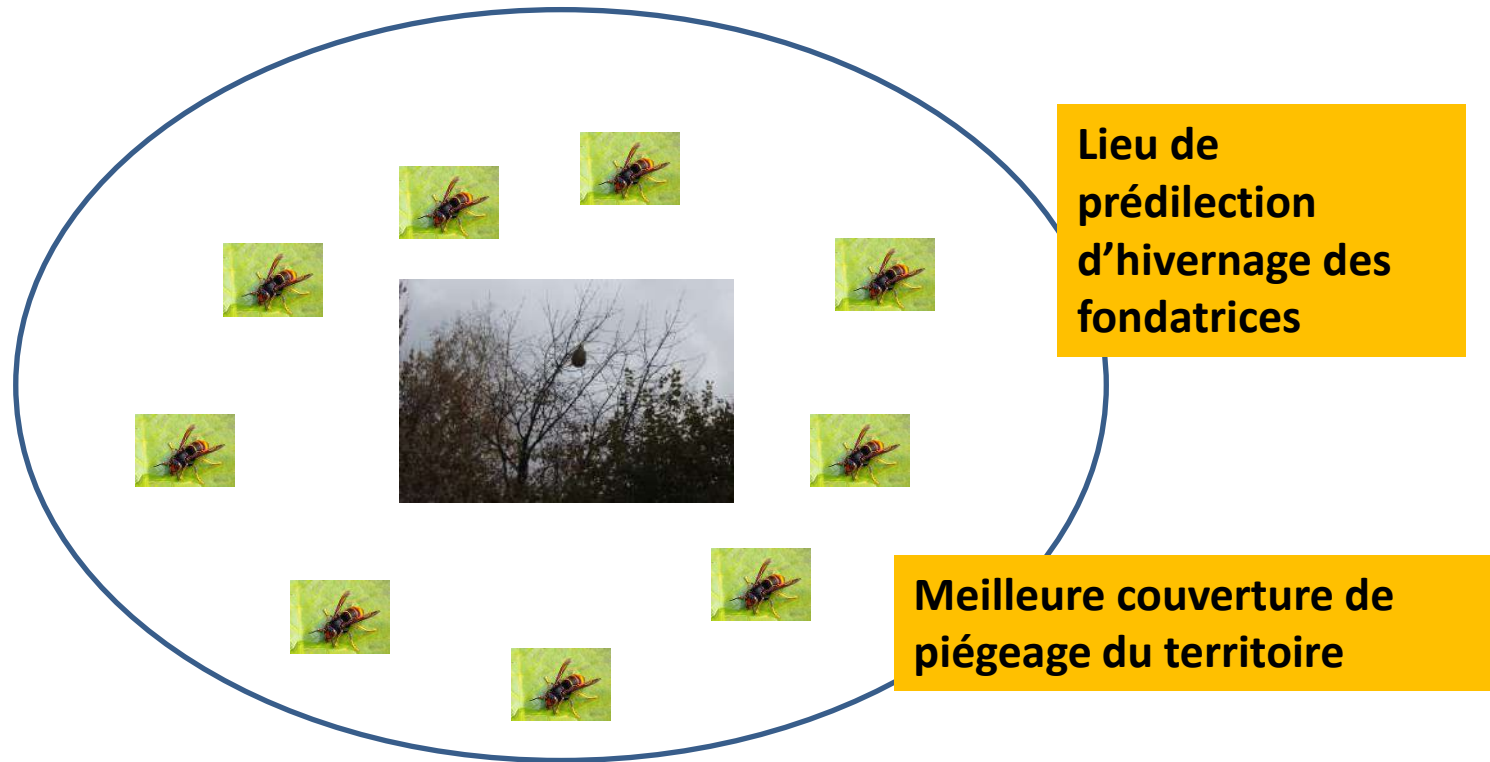 Lieu de
prédilection
d’hivernage des
fondatrices
Meilleure couverture de
piégeage du territoire